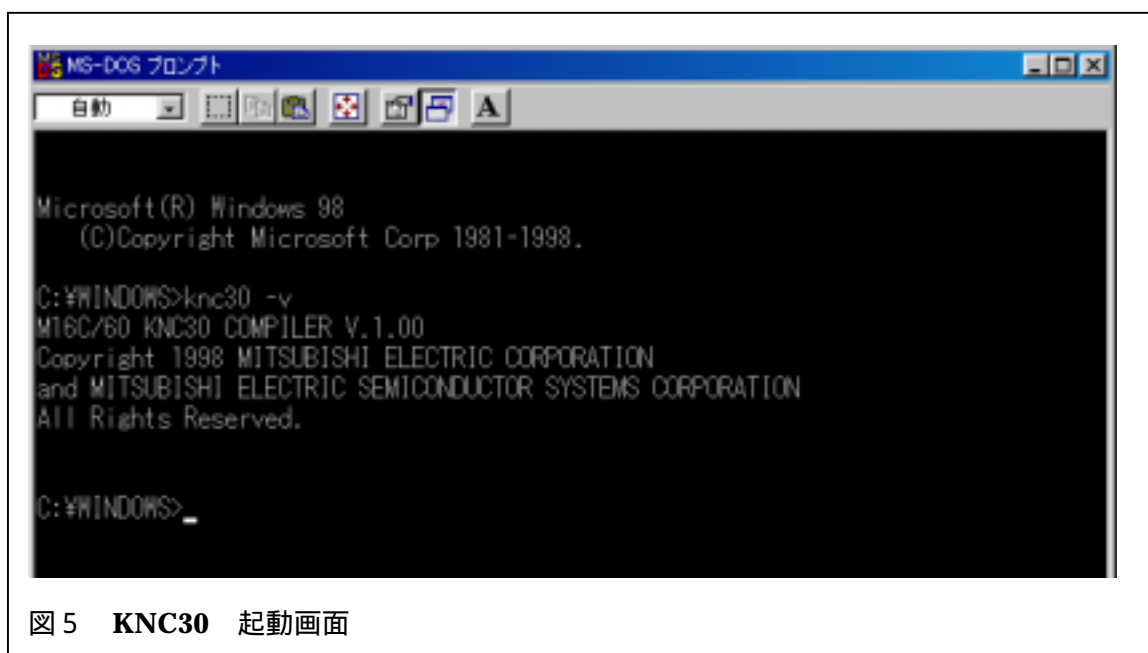 MS-DOS プロンプト
自動
A
Microsoft(R) Windows 98
(C)Copyright Microsoft Corp 1981-1998.
C:¥WINDOWS>knc30 -v
M16C/60 KNC30 COMPILER V.1.00
Copyright 1998 MITSUBISHI ELECTRIC CORPORATION
and MITSUBISHI ELECTRIC SEMICONDUCTOR SYSTEMS CORPORATION
All Rights Reserved.
C:¥WINDOWS>_
図 5 KNC30 起動画面